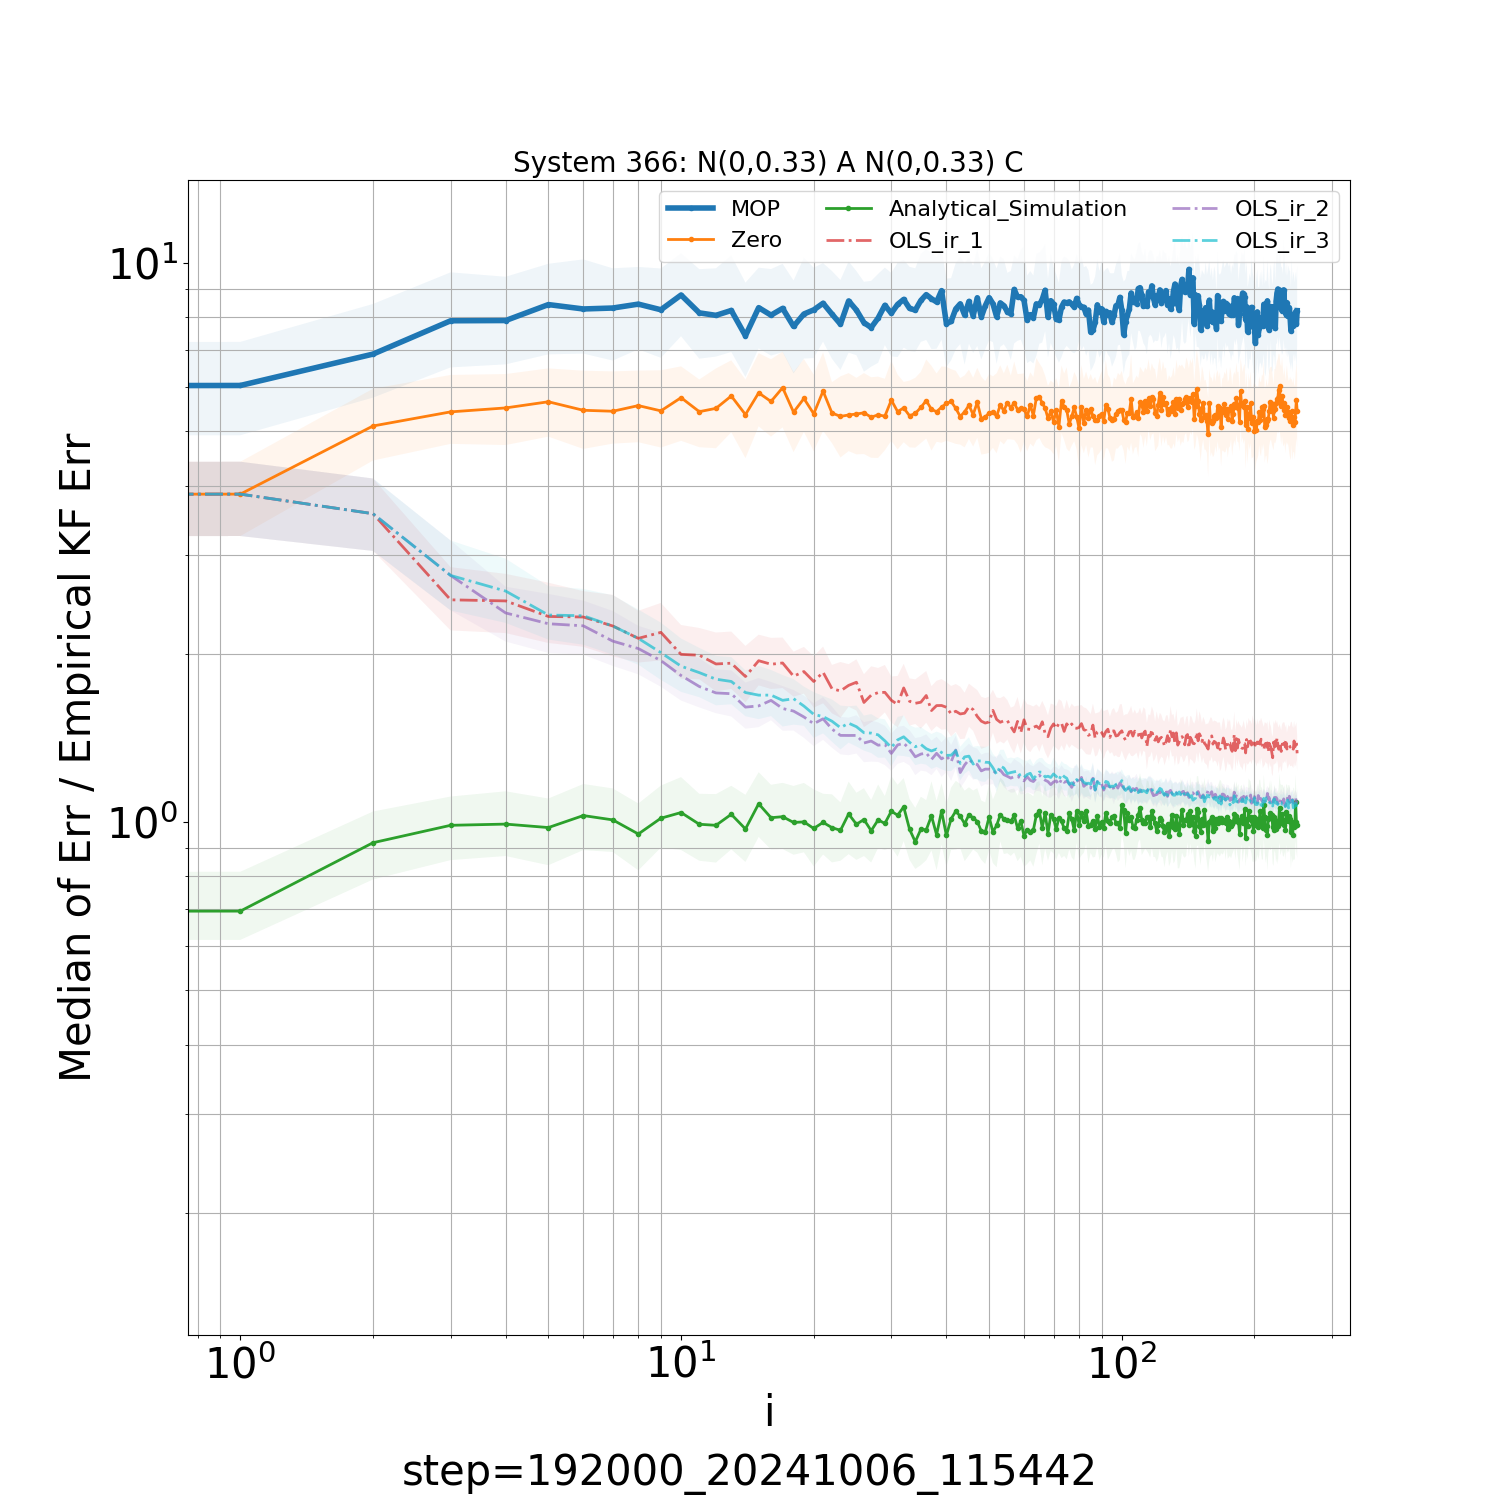 System 366: N(0,0.33) A N(0,0.33) C
MOP
Zero
Analytical_Simulation
OLS_ir_1
OLS_ir_2
OLS_ir_3
Median of Err / Empirical KF Err
10¹
10⁰
10⁰ 10¹ 10²
i
step=192000_20241006_115442